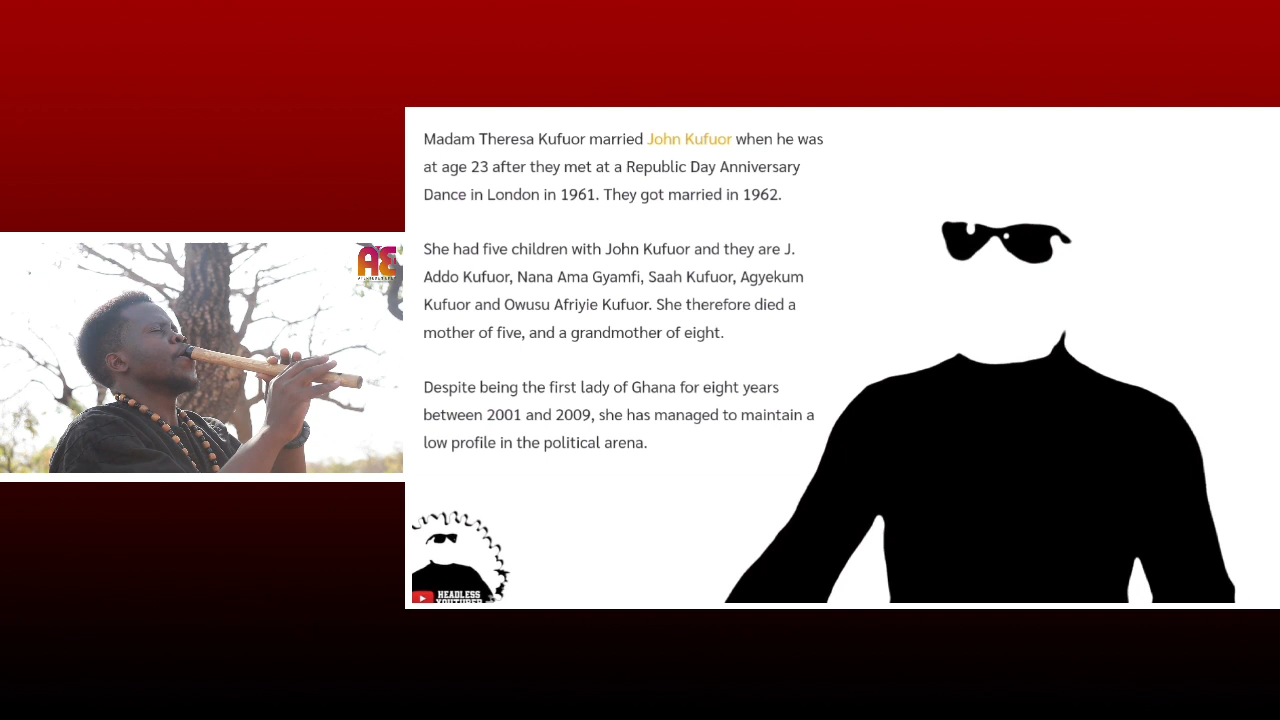 Madam Theresa Kufuor married John Kufuor when he was
at age 23 after they met at a Republic Day Anniversary
Dance in London in 1961. They got married in 1962.
She had five children with John Kufuor and they are J.
Addo Kufuor, Nana Ama Gyamfi, Saah Kufuor, Agyekum
Kufuor and Owusu Afriyie Kufuor. She therefore died a
mother of five, and a grandmother of eight.
Despite being the first lady of Ghana for eight years
between 2001 and 2009, she has managed to maintain a
low profile in the political arena.
AE
HEADLESS
YOUTUBER